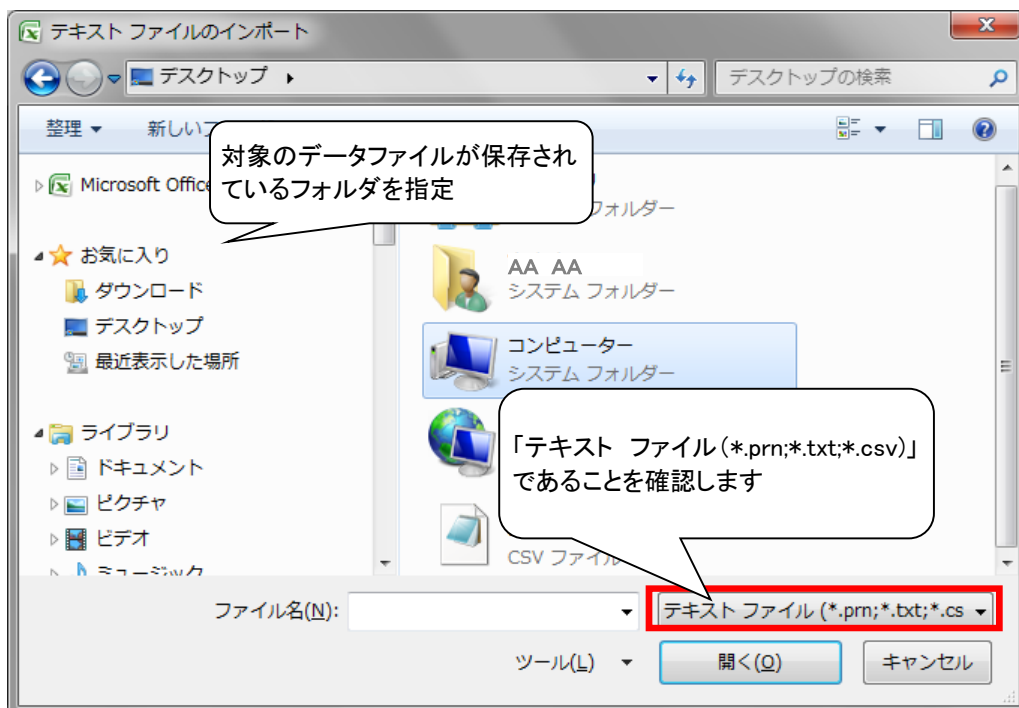 テキスト ファイルのインポート
デスクトップ
デスクトップの検索
整理
新しい
対象のデータファイルが保存され
ているフォルダを指定
Microsoft Office
フォルダー
お気に入り
ダウンロード
デスクトップ
最近表示した場所
AA AA
システム フォルダー
コンピューター
システム フォルダー
ライブラリ
ドキュメント
ピクチャ
ビデオ
ミュージック
「テキスト ファイル(*.prn;*.txt;*.csv)」
であることを確認します
CSV ファイル
ファイル名(N):
テキスト ファイル (*.prn;*.txt;*.cs
ツール(L)
開く(O)
キャンセル